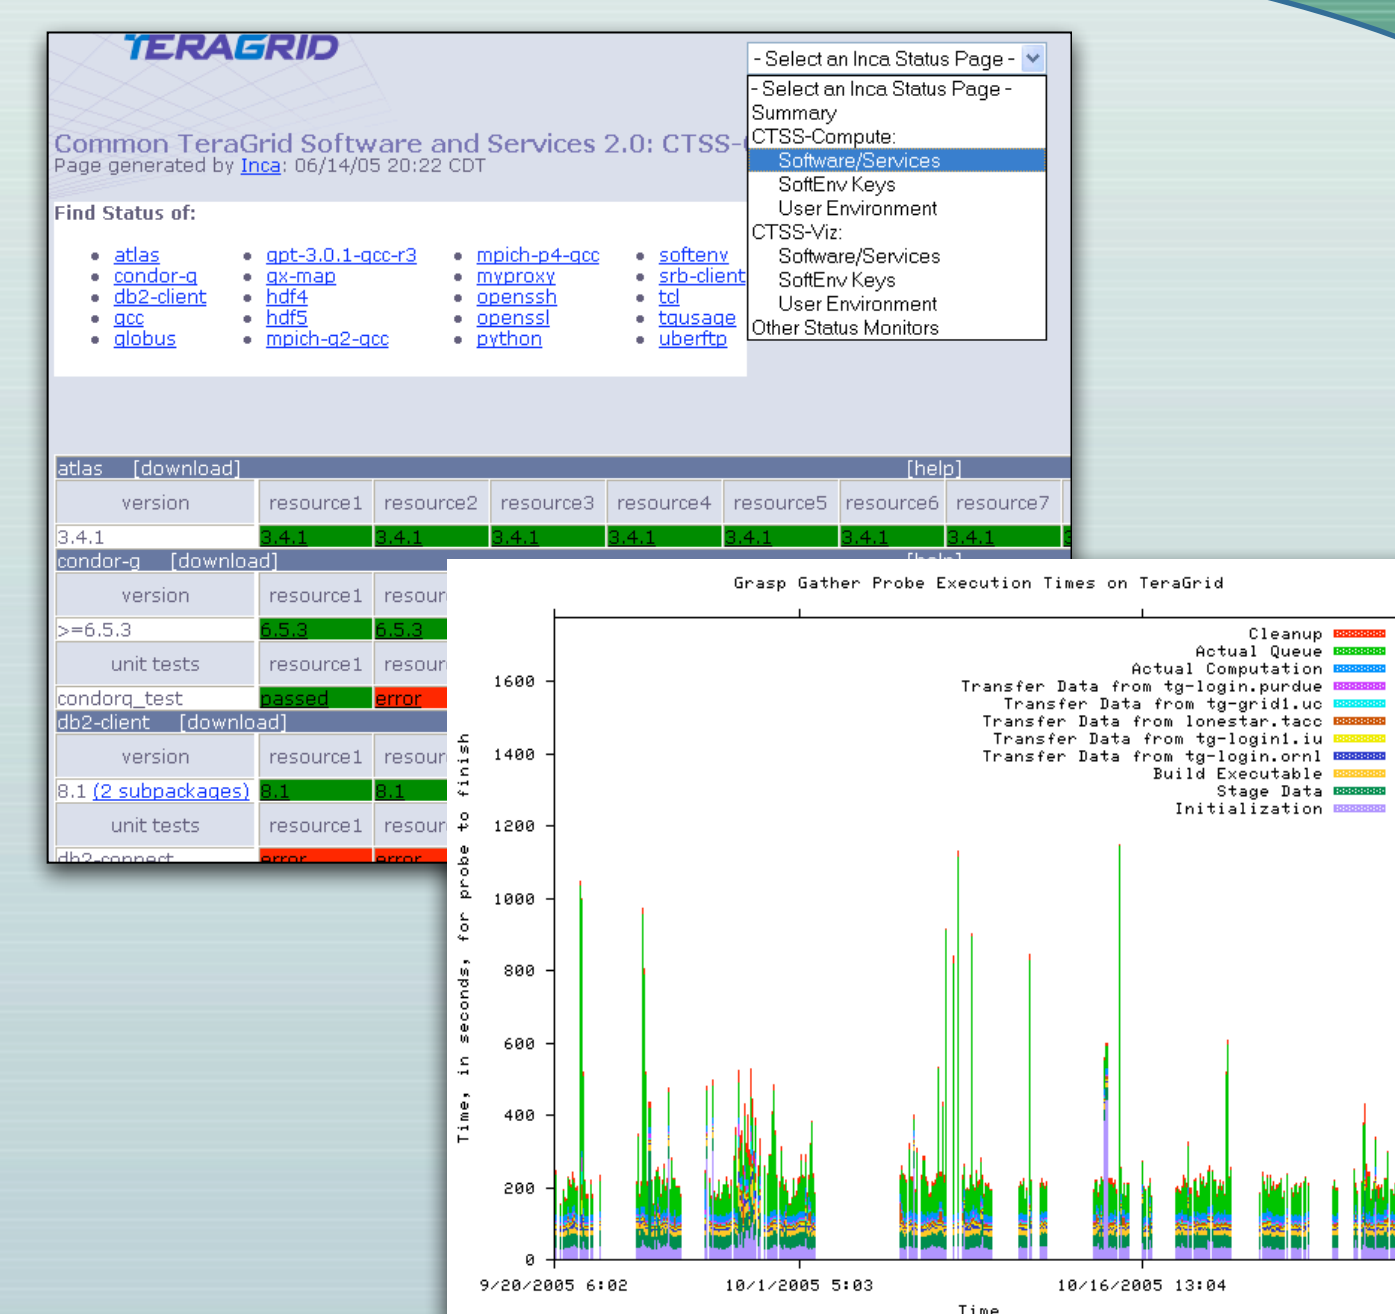 TERAGRID
- Select an Inca Status Page -
- Select an Inca Status Page -
Summary
CTSS-Compute:
Software/Services
SoftEnv Keys
User Environment
CTSS-Viz:
Software/Services
SoftEnv Keys
User Environment
Other Status Monitors
Common TeraGrid Software and Services 2.0: CTSS-
Page generated by Inca: 06/14/05 20:22 CDT
Find Status of:
atlas gpt-3.0.1-gcc-r3 mpich-p4-gcc softenv
condor-g gx-map myproxy srb-client
db2-client hdf4 openssh tcl
gcc hdf5 openssl tgusage
globus mpich-g2-gcc python uberftp
atlas [download] [help]
version resource1 resource2 resource3 resource4 resource5 resource6 resource7
3.4.1 3.4.1 3.4.1 3.4.1 3.4.1 3.4.1 3.4.1 3.4.1
condor-g [download] [help]
version resource1 resour
>=6.5.3 6.5.3 6.5.3
unit tests resource1 resour
condorg_test passed error
db2-client [download]
version resource1 resour
8.1 (2 subpackages) 8.1 8.1
unit tests resource1 resour
db2-connect error error
Grasp Gather Probe Execution Times on TeraGrid
Cleanup
Actual Queue
Actual Computation
Transfer Data from tg-login.purdue
Transfer Data from tg-grid1.uc
Transfer Data from lonestar.tacc
Transfer Data from tg-login1.iu
Transfer Data from tg-login.ornl
Build Executable
Stage Data
Initialization
Time, in seconds, for probe to finish
1600
1400
1200
1000
800
600
400
200
0
9/20/2005 6:02 10/1/2005 5:03 10/16/2005 13:04
Time